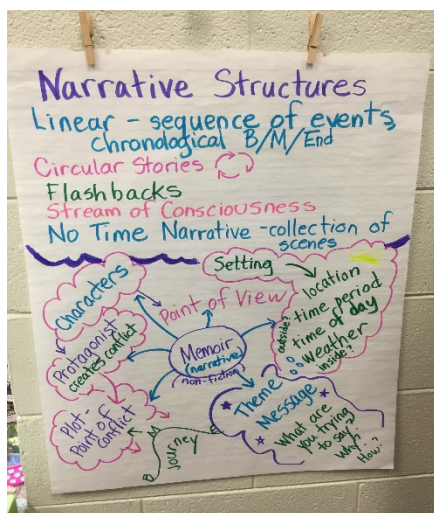 Narrative Structures
Linear - sequence of events,
chronological B/M/End
Circular Stories
Flashbacks
Stream of Consciousness
No Time Narrative - collection of
scenes
Setting
location
time period
time of day
Weather
outside?
inside?
Characters
Point of View
Protagonist
creates conflict
Memoir
(narrative)
(non-fiction)
Plot-
Point of
Conflict
B M E
Journey
Theme
Message
What are
you trying
to say?
Why?
How?